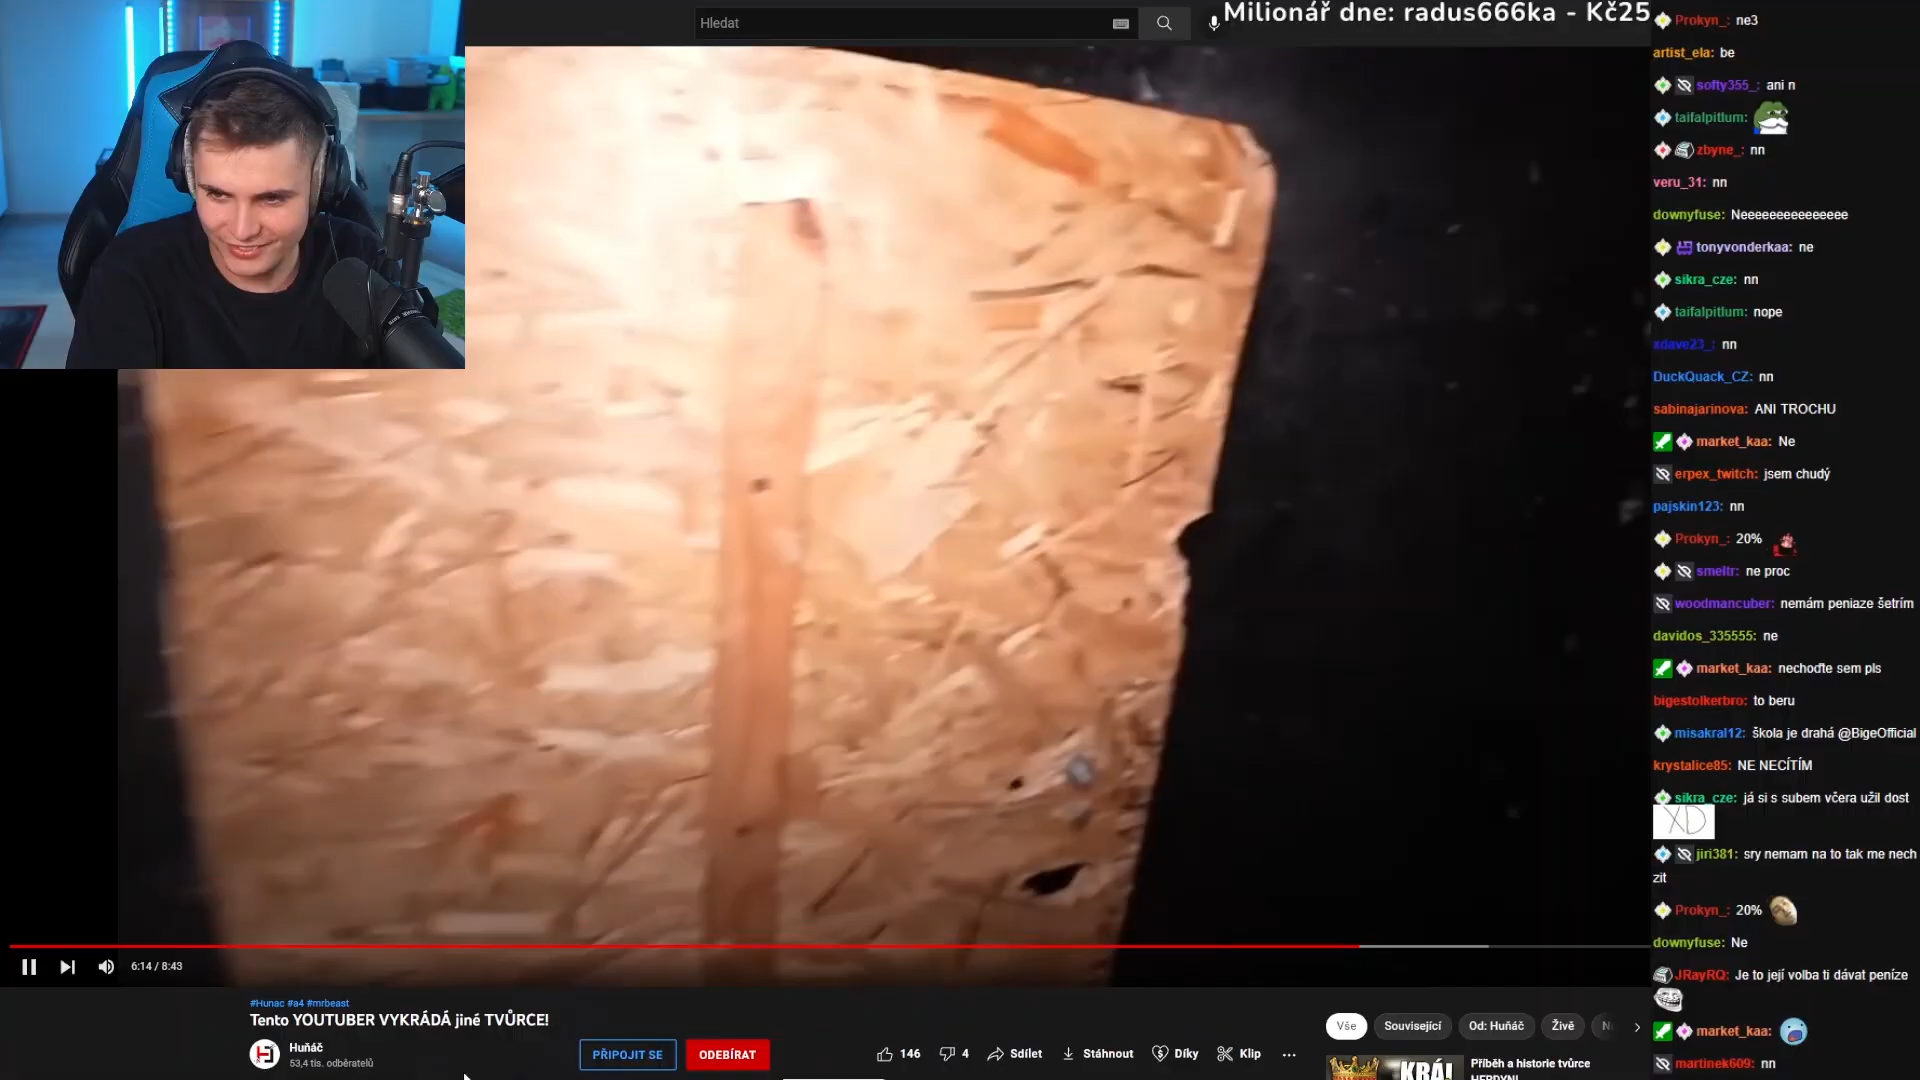 Hledat
Milionář dne: radus666ka - Kč25
Prokyn_: ne3
artist_ela: be
softy355_: ani n
taifalpitlum:
zbyne_: nn
veru_31: nn
downyfuse: Neeeeeeeeeeeeeee
tonyvonderkaa: ne
sikra_cze: nn
taifalpitlum: nope
xdave23_: nn
DuckQuack_CZ: nn
sabinajarinova: ANI TROCHU
market_kaa: Ne
erpex_twitch: jsem chudý
pajskin123: nn
Prokyn_: 20%
smeltr: ne proc
woodmancuber: nemám peniaze šetrím
davidos_335555: ne
market_kaa: nechoďte sem pls
bigestolkerbro: to beru
misakral12: škola je drahá @BigeOfficial
krystalice85: NE NECÍTÍM
sikra_cze: já si s subem včera užil dost
XD
jiri381: sry nemam na to tak me nech
zit
Prokyn_: 20%
downyfuse: Ne
JRayRQ: Je to její volba ti dávat peníze
market_kaa:
martinek609: nn
6:14 / 8:43
#Hunac #a4 #mrbeast
Tento YOUTUBER VYKRÁDÁ jiné TVŮRCE!
Huňáč
53,4 tis. odběratelů
PŘIPOJIT SE
ODEBÍRAT
146
4
Sdílet
Stáhnout
Díky
Klip
Vše
Související
Od: Huňáč
Živě
KRÁL
Příběh a historie tvůrce
HERDYN!